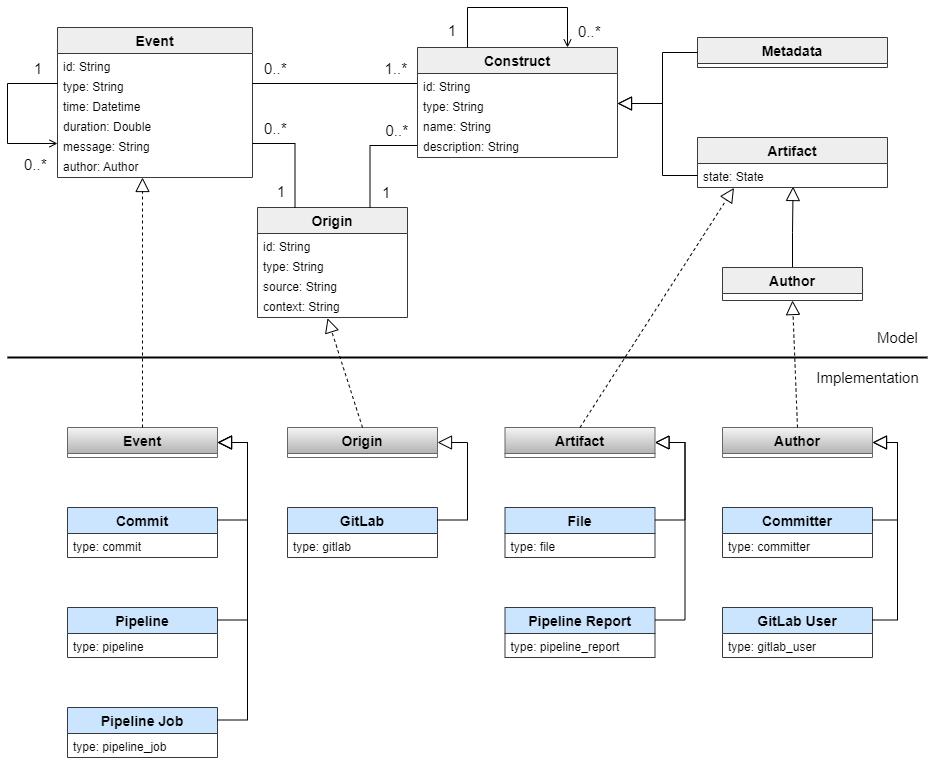 Event
id: String
type: String
time: Datetime
duration: Double
message: String
author: Author
1
0..*
0..*
1..*
1
0..*
Construct
id: String
type: String
name: String
description: String
Metadata
Artifact
state: State
0..*
0..*
1
1
Origin
id: String
type: String
source: String
context: String
Author
Model
Implementation
Event
Origin
Artifact
Author
Commit
type: commit
GitLab
type: gitlab
File
type: file
Committer
type: committer
Pipeline
type: pipeline
Pipeline Report
type: pipeline_report
GitLab User
type: gitlab_user
Pipeline Job
type: pipeline_job